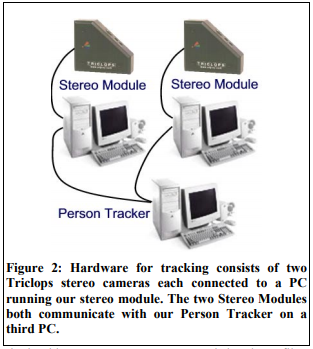 TRICLOPS
TRICLOPS
Stereo Module
Stereo Module
Person Tracker
Figure 2: Hardware for tracking consists of two
Triclops stereo cameras each connected to a PC
running our stereo module. The two Stereo Modules
both communicate with our Person Tracker on a
third PC.